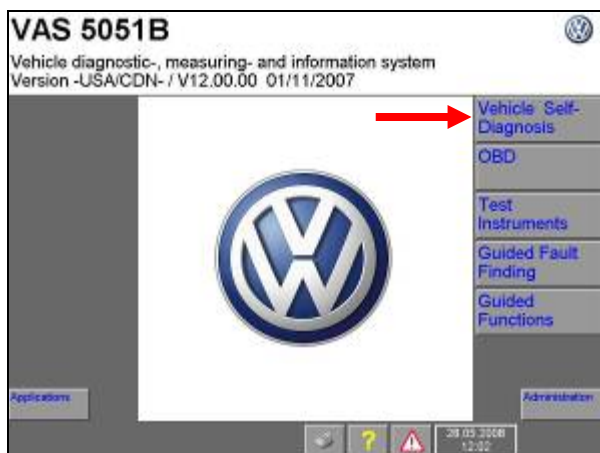 VAS 5051B
Vehicle diagnostic-, measuring- and information system
Version -USA/CDN- / V12.00.00 01/11/2007
Vehicle Self-
Diagnosis
OBD
Test
Instruments
Guided Fault
Finding
Guided
Functions
Applications
Administration
?
28.05.2008
12:02